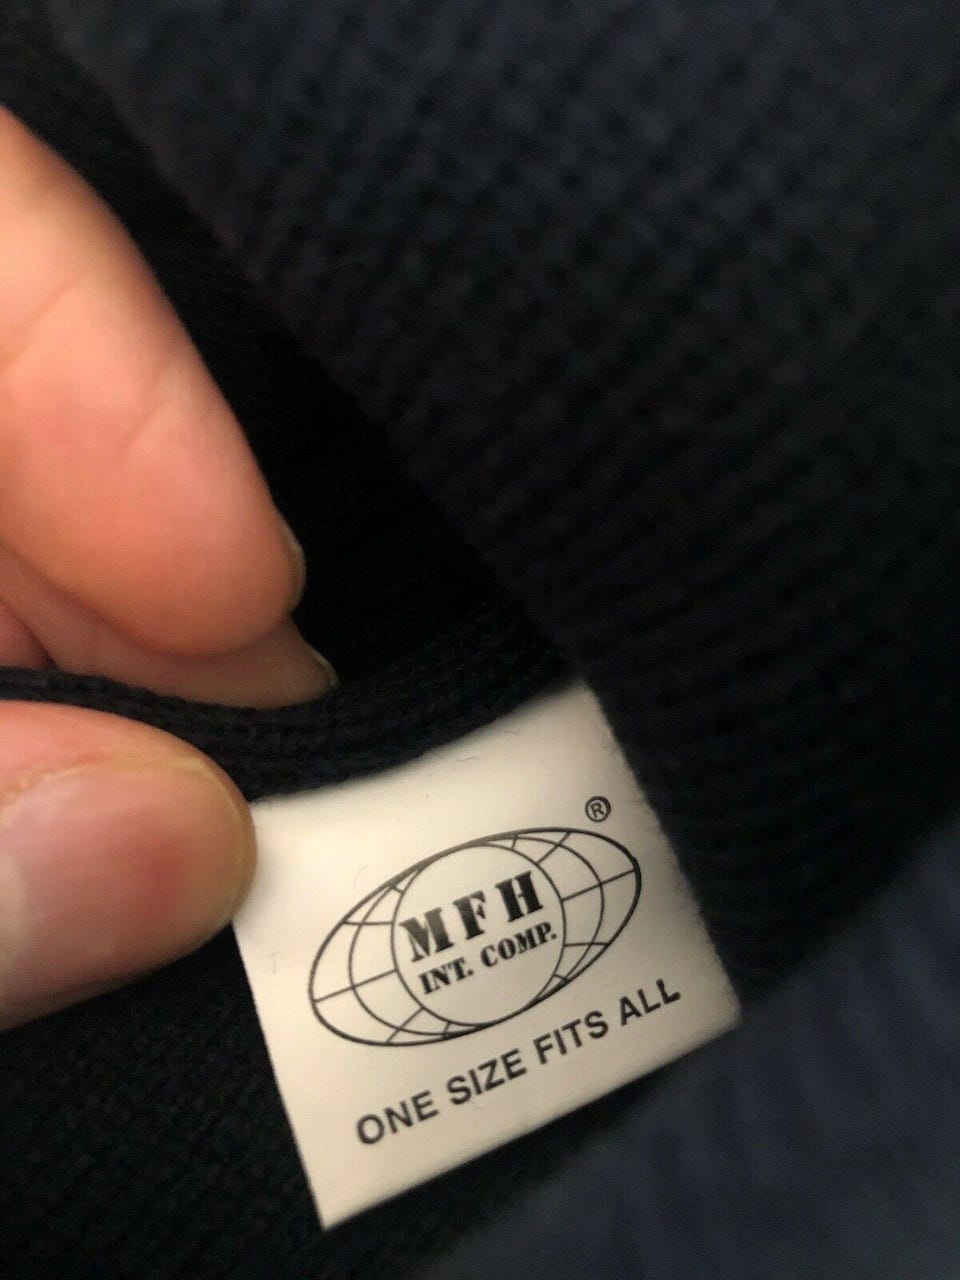 ®
MFH
INT. COMP.
ONE SIZE FITS ALL